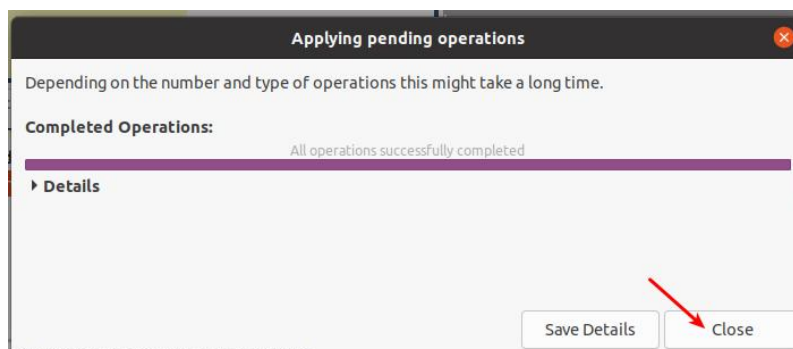 Applying pending operations
Depending on the number and type of operations this might take a long time.
Completed Operations:
All operations successfully completed
Details
Save Details
Close